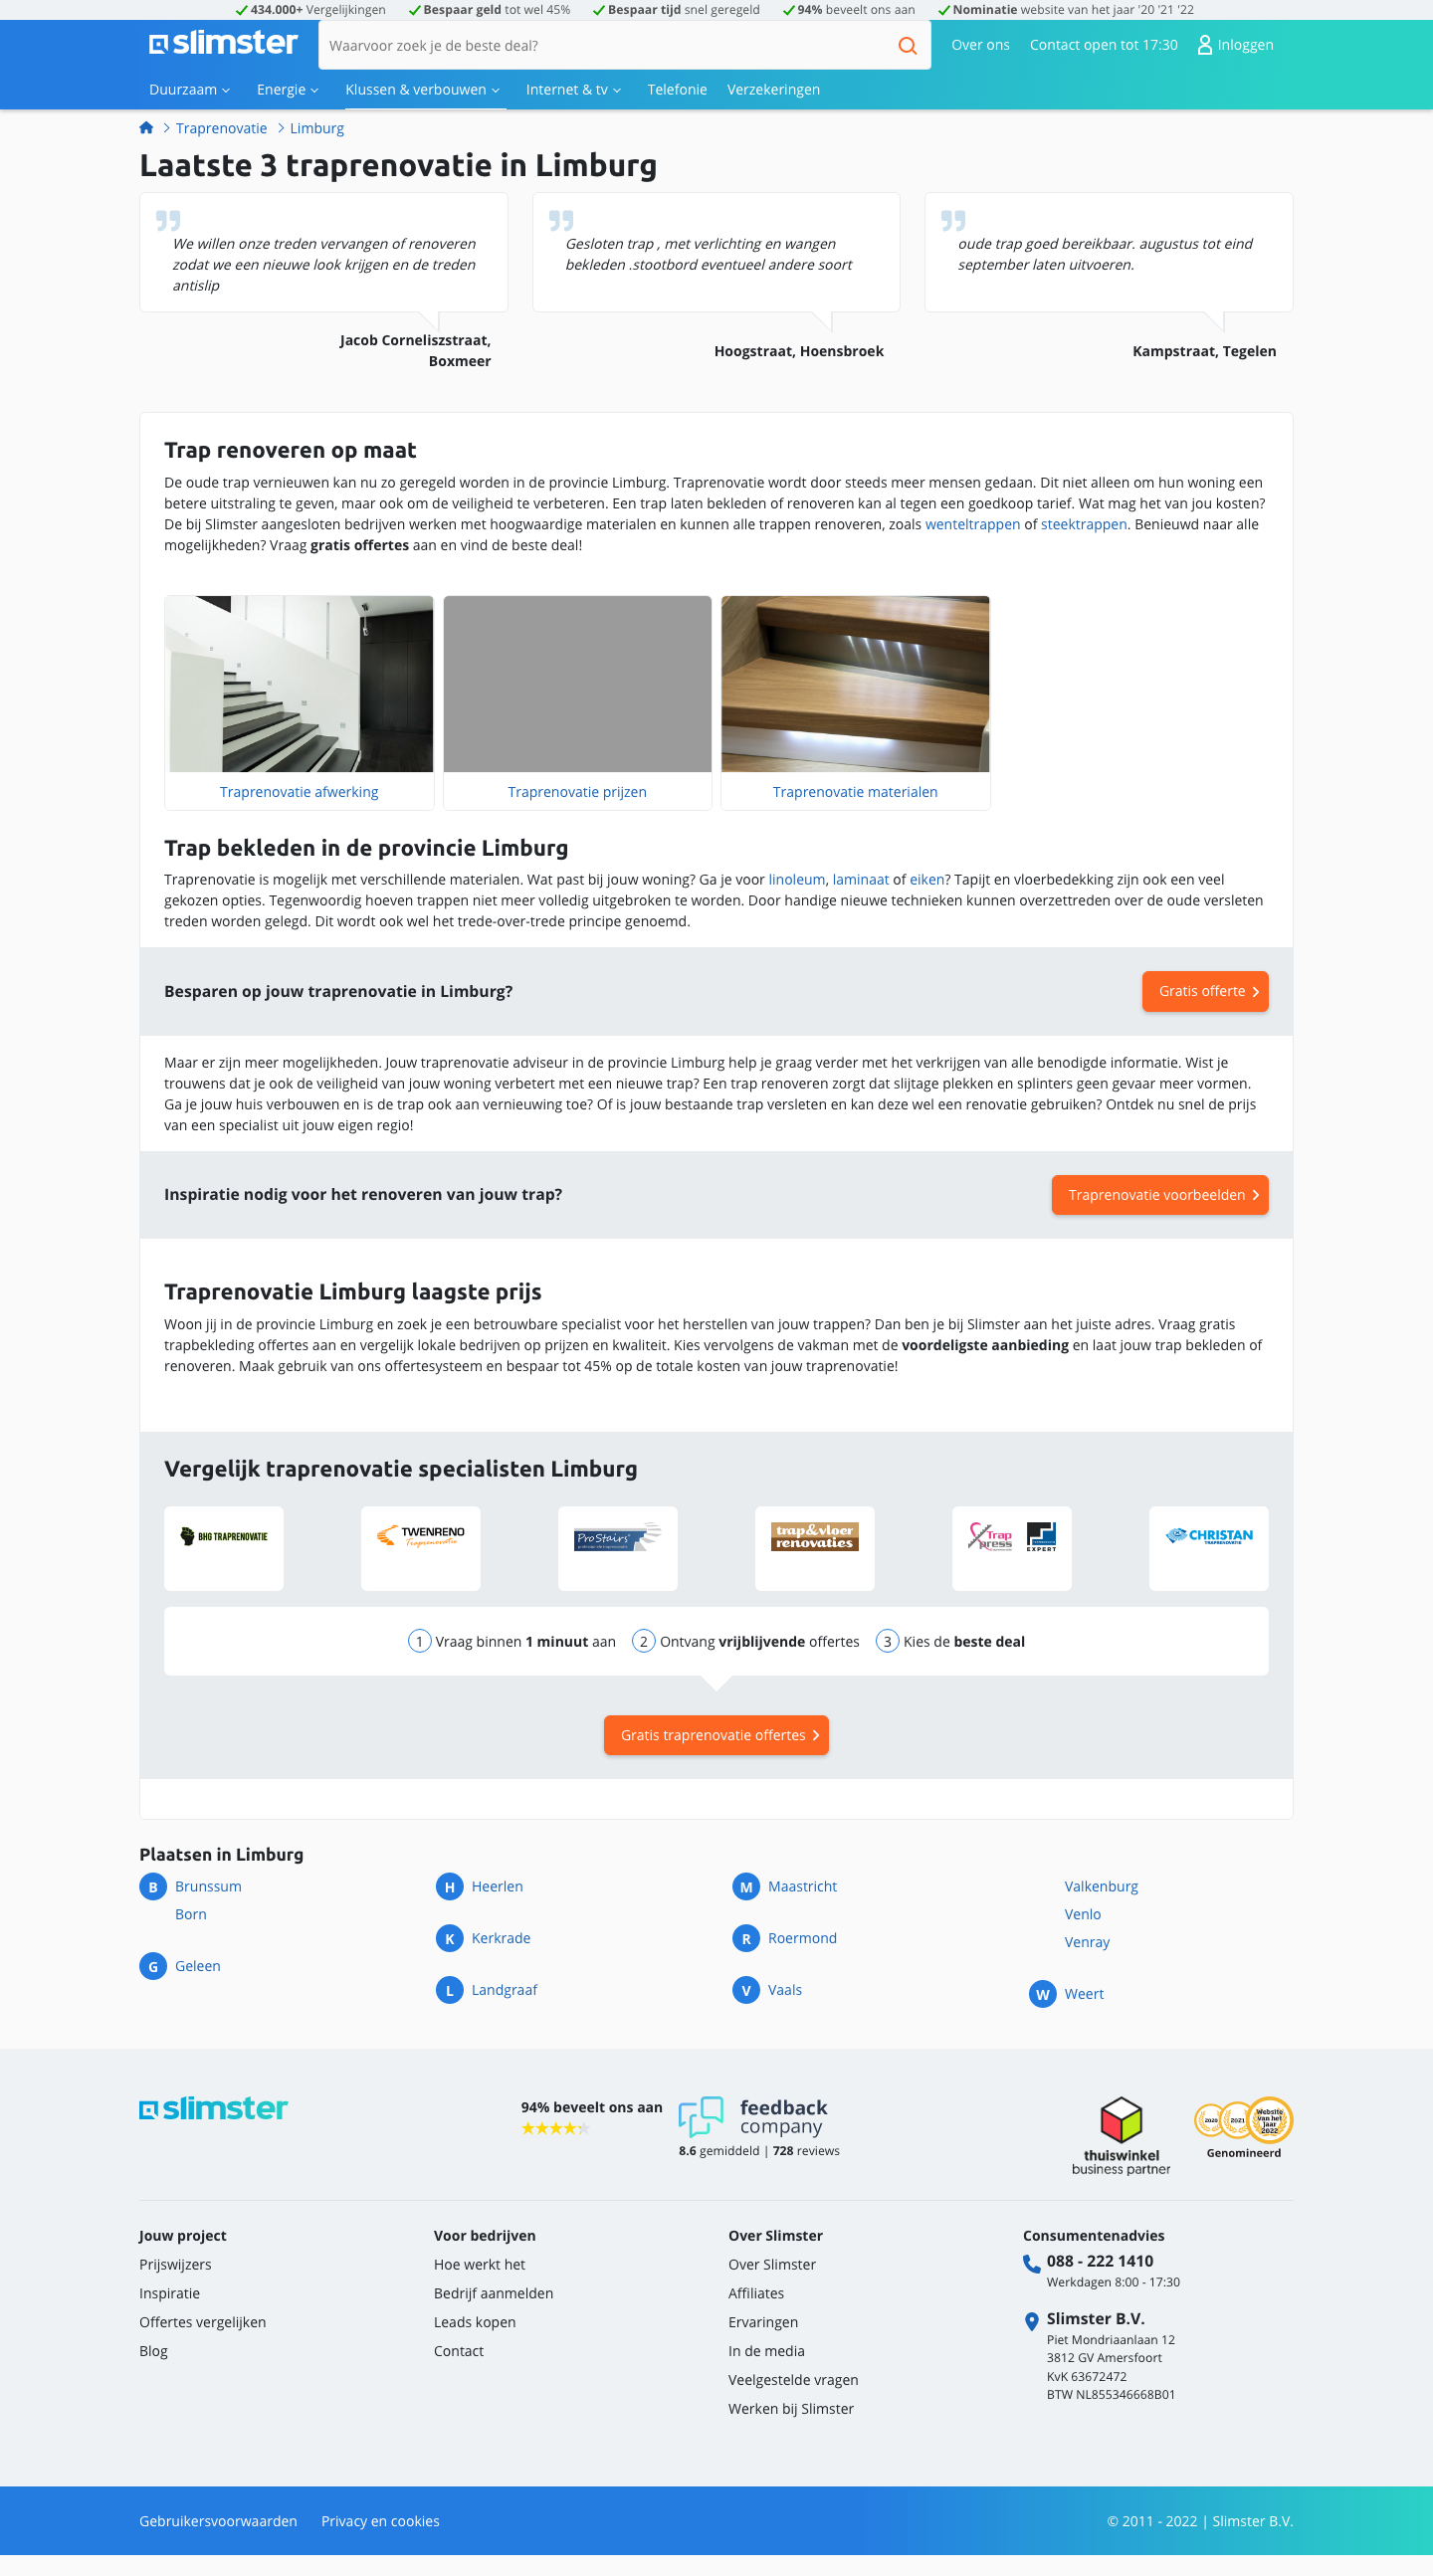 434.000+ Vergelijkingen Bespaar geld tot wel 45% Bespaar tijd snel geregeld 94% beveelt ons aan Nominatie website van het jaar '20 '21 '22
slimster
Waarvoor zoek je de beste deal?
Over ons Contact open tot 17:30 Inloggen
Duurzaam Energie Klussen & verbouwen Internet & tv Telefonie Verzekeringen
Traprenovatie Limburg
Laatste 3 traprenovatie in Limburg
We willen onze treden vervangen of renoveren
zodat we een nieuwe look krijgen en de treden
antislip
Jacob Corneliszstraat,
Boxmeer
Gesloten trap , met verlichting en wangen
bekleden .stootbord eventueel andere soort
Hoogstraat, Hoensbroek
oude trap goed bereikbaar. augustus tot eind
september laten uitvoeren.
Kampstraat, Tegelen
Trap renoveren op maat
De oude trap vernieuwen kan nu zo geregeld worden in de provincie Limburg. Traprenovatie wordt door steeds meer mensen gedaan. Dit niet alleen om hun woning een
betere uitstraling te geven, maar ook om de veiligheid te verbeteren. Een trap laten bekleden of renoveren kan al tegen een goedkoop tarief. Wat mag het van jou kosten?
De bij Slimster aangesloten bedrijven werken met hoogwaardige materialen en kunnen alle trappen renoveren, zoals wenteltrappen of steektrappen. Benieuwd naar alle
mogelijkheden? Vraag gratis offertes aan en vind de beste deal!
Traprenovatie afwerking
Traprenovatie prijzen
Traprenovatie materialen
Trap bekleden in de provincie Limburg
Traprenovatie is mogelijk met verschillende materialen. Wat past bij jouw woning? Ga je voor linoleum, laminaat of eiken? Tapijt en vloerbedekking zijn ook een veel
gekozen opties. Tegenwoordig hoeven trappen niet meer volledig uitgebroken te worden. Door handige nieuwe technieken kunnen overzettreden over de oude versleten
treden worden gelegd. Dit wordt ook wel het trede-over-trede principe genoemd.
Besparen op jouw traprenovatie in Limburg?
Gratis offerte
Maar er zijn meer mogelijkheden. Jouw traprenovatie adviseur in de provincie Limburg help je graag verder met het verkrijgen van alle benodigde informatie. Wist je
trouwens dat je ook de veiligheid van jouw woning verbetert met een nieuwe trap? Een trap renoveren zorgt dat slijtage plekken en splinters geen gevaar meer vormen.
Ga je jouw huis verbouwen en is de trap ook aan vernieuwing toe? Of is jouw bestaande trap versleten en kan deze wel een renovatie gebruiken? Ontdek nu snel de prijs
van een specialist uit jouw eigen regio!
Inspiratie nodig voor het renoveren van jouw trap?
Traprenovatie voorbeelden
Traprenovatie Limburg laagste prijs
Woon jij in de provincie Limburg en zoek je een betrouwbare specialist voor het herstellen van jouw trappen? Dan ben je bij Slimster aan het juiste adres. Vraag gratis
trapbekleding offertes aan en vergelijk lokale bedrijven op prijzen en kwaliteit. Kies vervolgens de vakman met de voordeligste aanbieding en laat jouw trap bekleden of
renoveren. Maak gebruik van ons offertesysteem en bespaar tot 45% op de totale kosten van jouw traprenovatie!
Vergelijk traprenovatie specialisten Limburg
BHG TRAPRENOVATIE
TWENRENO
Traprenovatie
ProStairs
trap&vloer
renovaties
Trap
press
EXPERT
CHRISTAN
TRAPRENOVATIE
1 Vraag binnen 1 minuut aan 2 Ontvang vrijblijvende offertes 3 Kies de beste deal
Gratis traprenovatie offertes
Plaatsen in Limburg
B Brunssum
Born
G Geleen
H Heerlen
K Kerkrade
L Landgraaf
M Maastricht
R Roermond
V Vaals
Valkenburg
Venlo
Venray
W Weert
slimster
94% beveelt ons aan
feedback
company
8.6 gemiddeld | 728 reviews
thuiswinkel
business partner
2020 2021 Website
van het
jaar
2022
Genomineerd
Jouw project
Prijswijzers
Inspiratie
Offertes vergelijken
Blog
Voor bedrijven
Hoe werkt het
Bedrijf aanmelden
Leads kopen
Contact
Over Slimster
Over Slimster
Affiliates
Ervaringen
In de media
Veelgestelde vragen
Werken bij Slimster
Consumentenadvies
088 - 222 1410
Werkdagen 8:00 - 17:30
Slimster B.V.
Piet Mondriaanlaan 12
3812 GV Amersfoort
KvK 63672472
BTW NL855346668B01
Gebruikersvoorwaarden Privacy en cookies
© 2011 - 2022 | Slimster B.V.